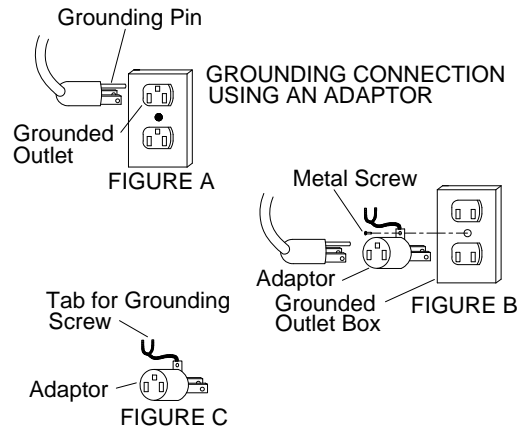 Grounding Pin
GROUNDING CONNECTION
USING AN ADAPTOR
Grounded
Outlet
FIGURE A
Metal Screw
Adaptor
Grounded
Outlet Box
FIGURE B
Tab for Grounding
Screw
Adaptor
FIGURE C